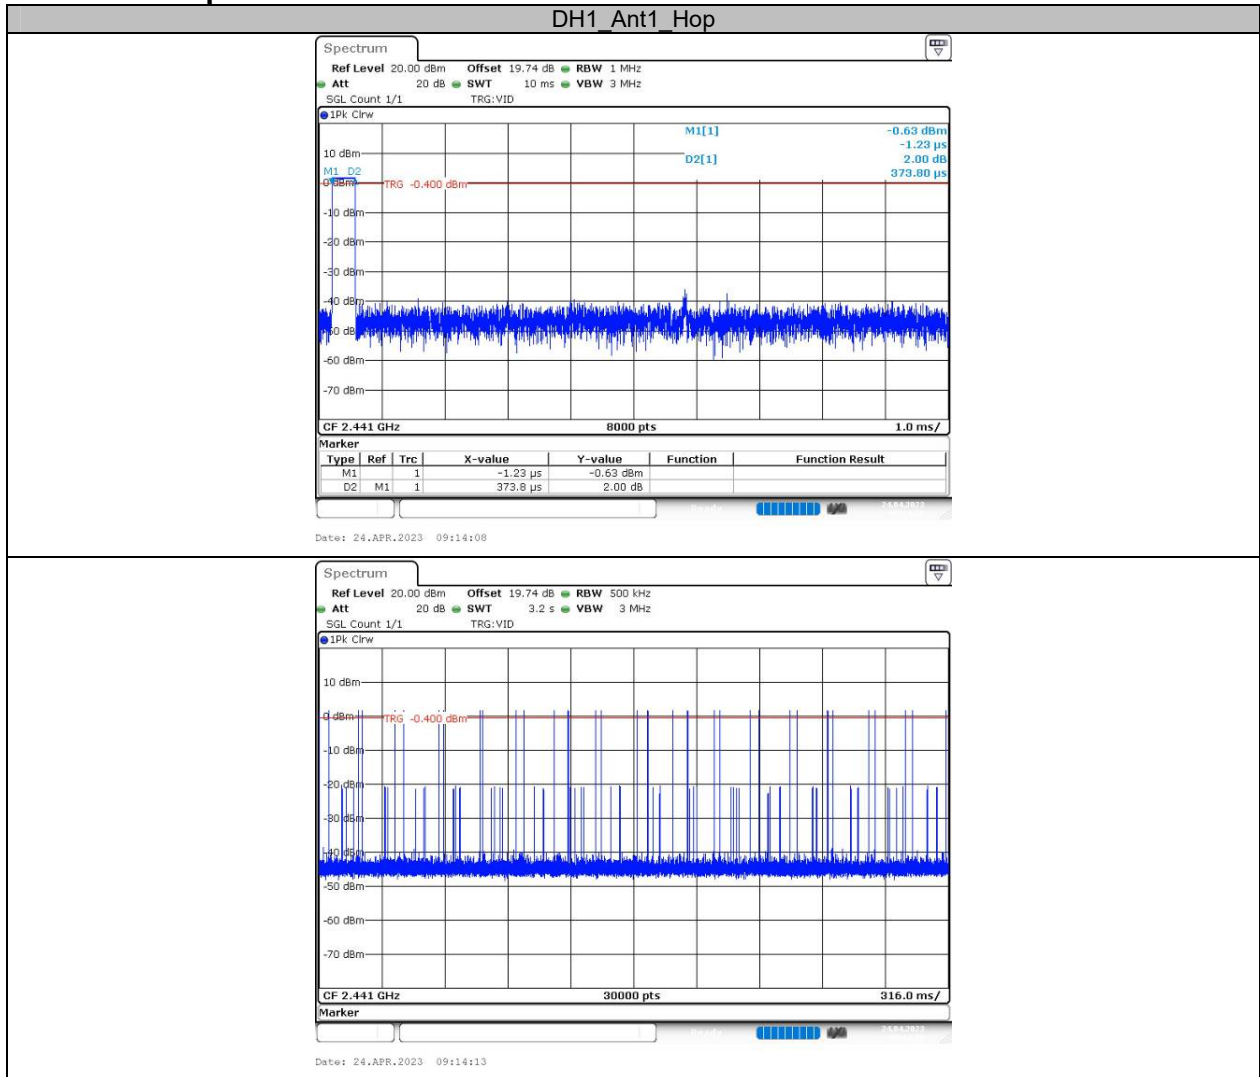 DH1_Ant1_Hop
Spectrum
Ref Level 20.00 dBm Offset 19.74 dB RBW 1 MHz
Att 20 dB SWT 10 ms VBW 3 MHz
SGL Count 1/1 TRG:VID
1Pk Clrw
M1[1] -0.63 dBm
-1.23 µs
10 dBm D2[1] 2.00 dB
M1 D2 373.80 µs
0 dBm TRG -0.400 dBm
-10 dBm
-20 dBm
-30 dBm
-40 dBm
-50 dBm
-60 dBm
-70 dBm
CF 2.441 GHz 8000 pts 1.0 ms/
Marker
Type Ref Trc X-value Y-value Function Function Result
M1 1 -1.23 µs -0.63 dBm
D2 M1 1 373.8 µs 2.00 dB
Date: 24.APR.2023 09:14:08
Spectrum
Ref Level 20.00 dBm Offset 19.74 dB RBW 500 kHz
Att 20 dB SWT 3.2 s VBW 3 MHz
SGL Count 1/1 TRG:VID
1Pk Clrw
10 dBm
0 dBm TRG -0.400 dBm
-10 dBm
-20 dBm
-30 dBm
-40 dBm
-50 dBm
-60 dBm
-70 dBm
CF 2.441 GHz 30000 pts 316.0 ms/
Marker
Date: 24.APR.2023 09:14:13